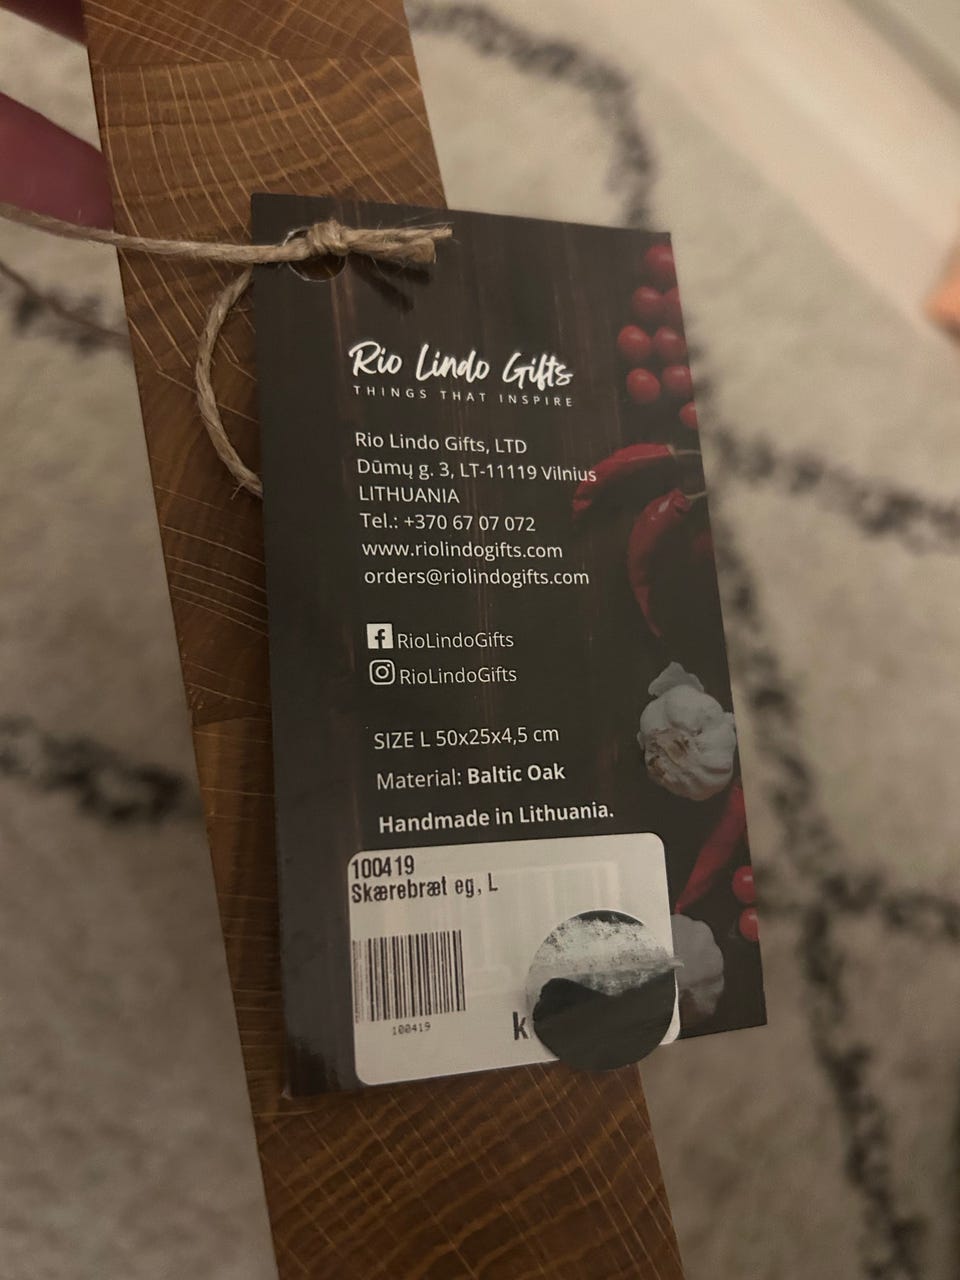 Rio Lindo Gifts
THINGS THAT INSPIRE
Rio Lindo Gifts, LTD
Dūmų g. 3, LT-11119 Vilnius
LITHUANIA
Tel.: +370 67 07 072
www.riolindogifts.com
orders@riolindogifts.com
RioLindoGifts
RioLindoGifts
SIZE L 50x25x4,5 cm
Material: Baltic Oak
Handmade in Lithuania.
100419
Skærebræt eg, L
100419
k